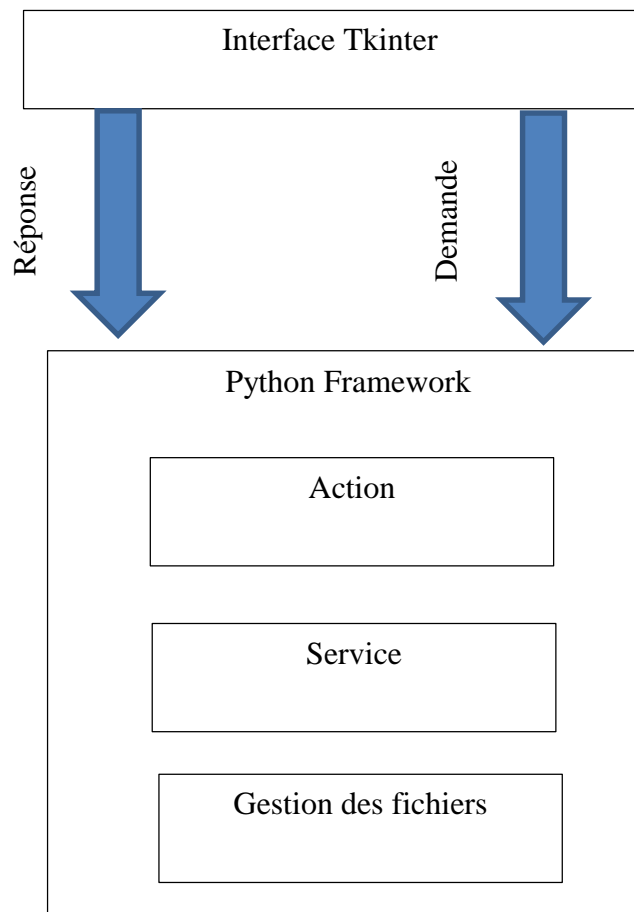 Interface Tkinter
Réponse
Demande
Python Framework
Action
Service
Gestion des fichiers